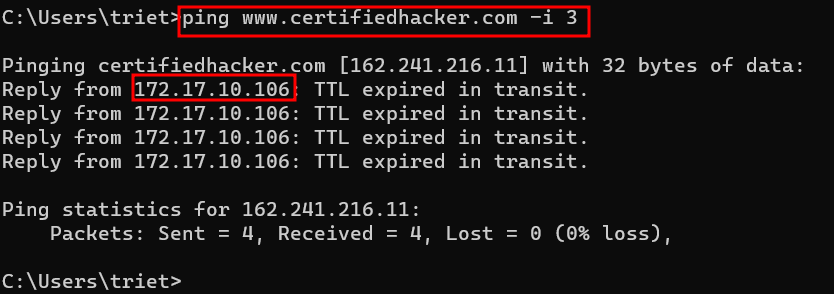 C:\Users\triet>ping www.certifiedhacker.com -i 3
Pinging certifiedhacker.com [162.241.216.11] with 32 bytes of data:
Reply from 172.17.10.106: TTL expired in transit.
Reply from 172.17.10.106: TTL expired in transit.
Reply from 172.17.10.106: TTL expired in transit.
Reply from 172.17.10.106: TTL expired in transit.
Ping statistics for 162.241.216.11:
    Packets: Sent = 4, Received = 4, Lost = 0 (0% loss),
C:\Users\triet>